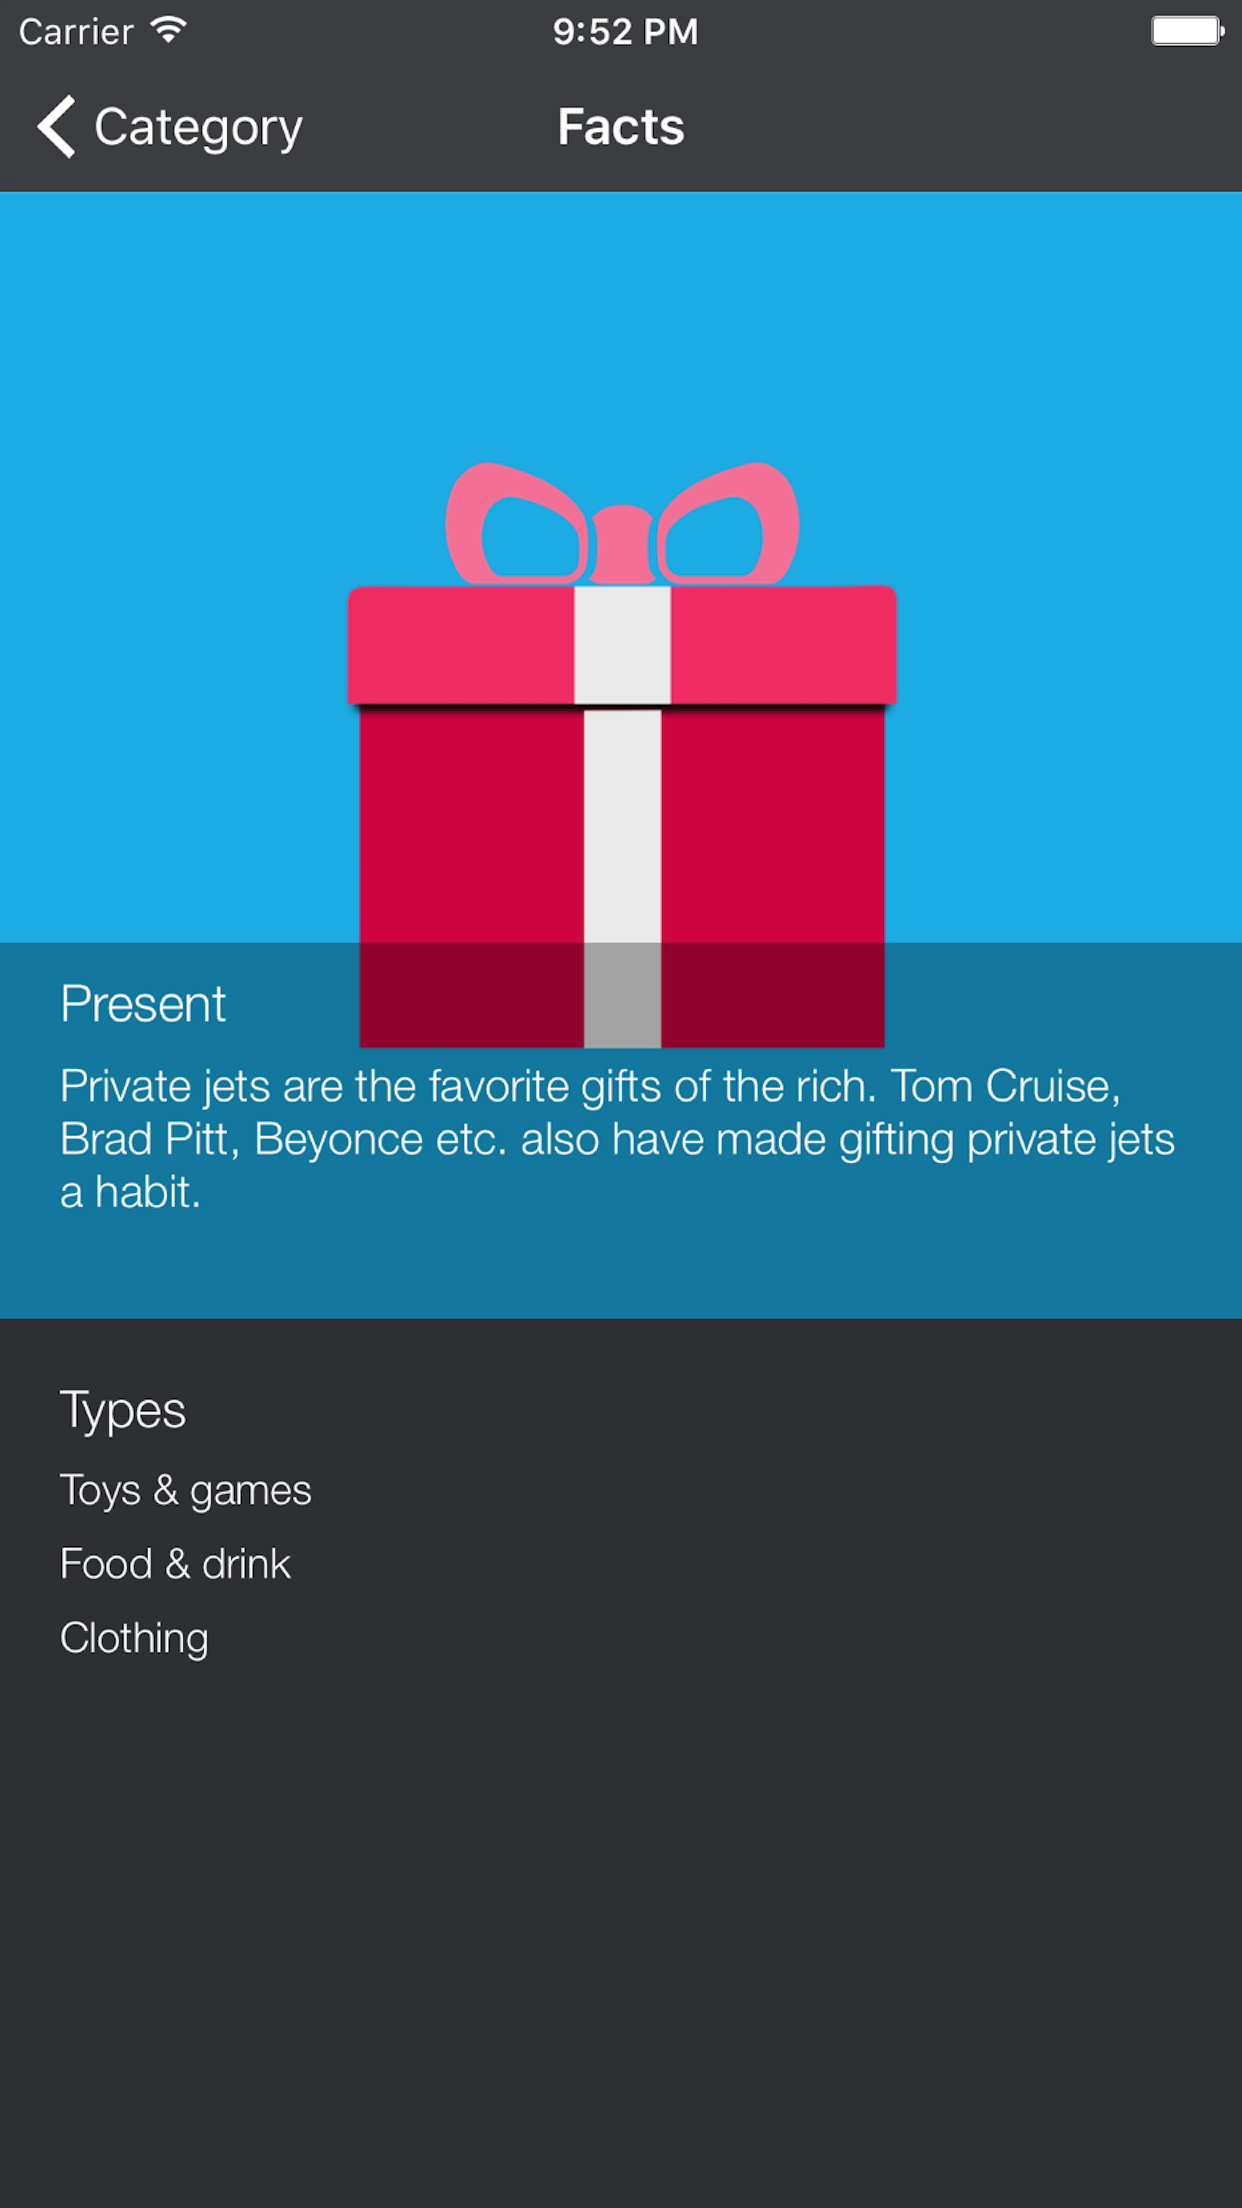 Carrier
9:52 PM
Category
Facts
Present
Private jets are the favorite gifts of the rich. Tom Cruise,
Brad Pitt, Beyonce etc. also have made gifting private jets
a habit.
Types
Toys & games
Food & drink
Clothing